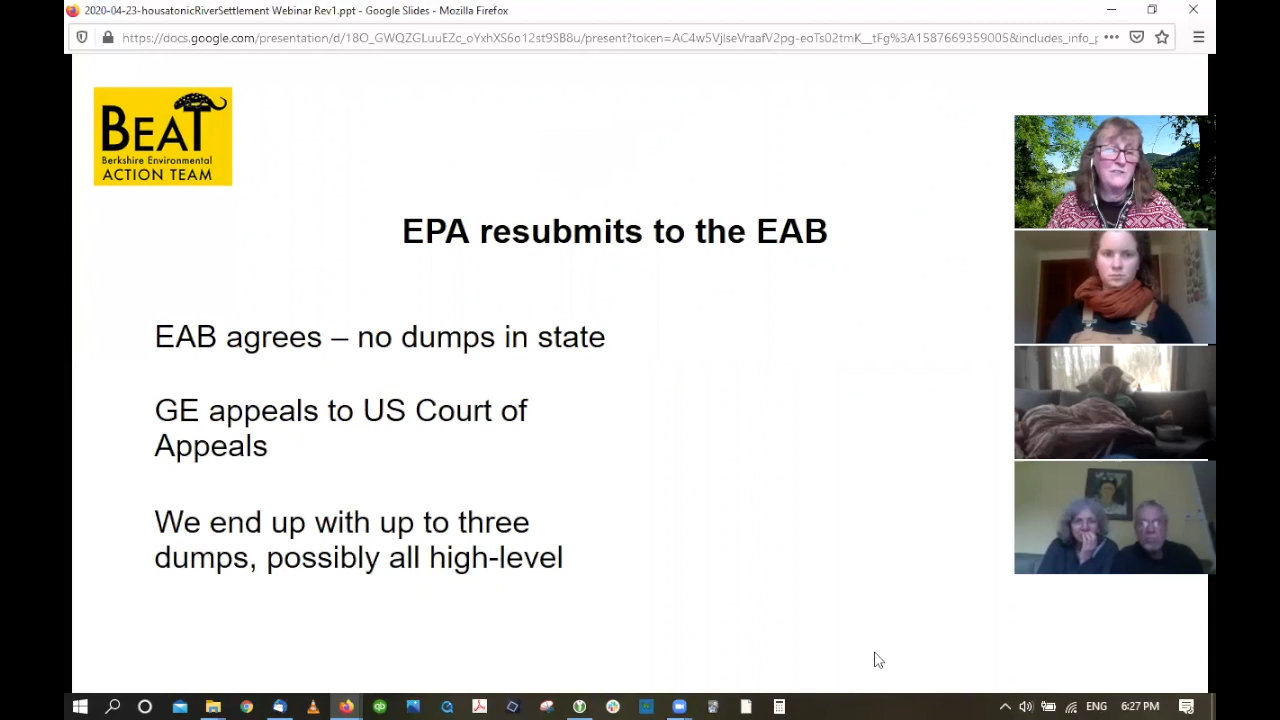 2020-04-23-housatonicRiverSettlement Webinar Rev1.ppt - Google Slides - Mozilla Firefox
BEAT
Berkshire Environmental
ACTION TEAM
EPA resubmits to the EAB
EAB agrees – no dumps in state
GE appeals to US Court of
Appeals
We end up with up to three
dumps, possibly all high-level
ENG
6:27 PM